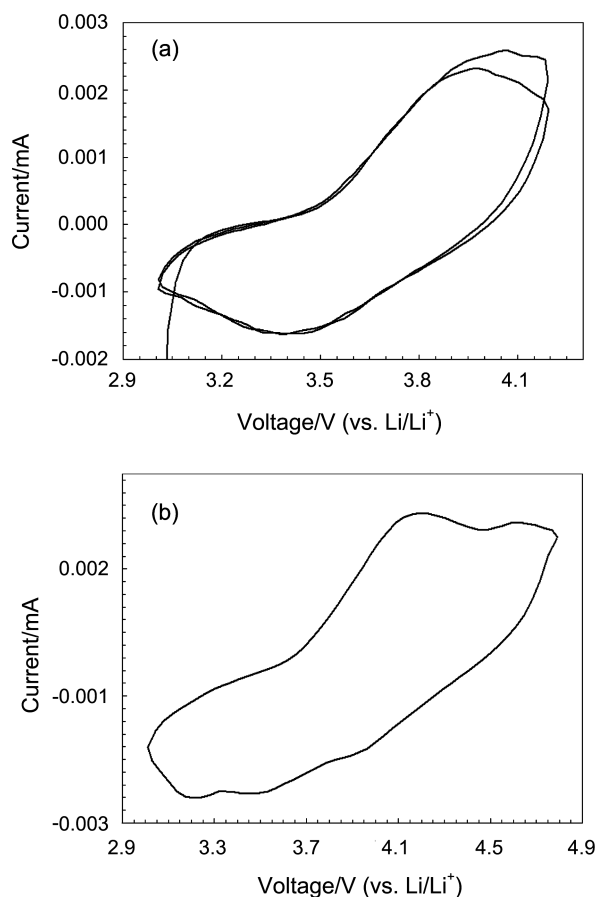 (a)
0.003
0.002
0.001
0.000
-0.001
-0.002
Current/mA
2.9 3.2 3.5 3.8 4.1
Voltage/V (vs. Li/Li⁺)
(b)
0.002
-0.001
-0.003
Current/mA
2.9 3.3 3.7 4.1 4.5 4.9
Voltage/V (vs. Li/Li⁺)